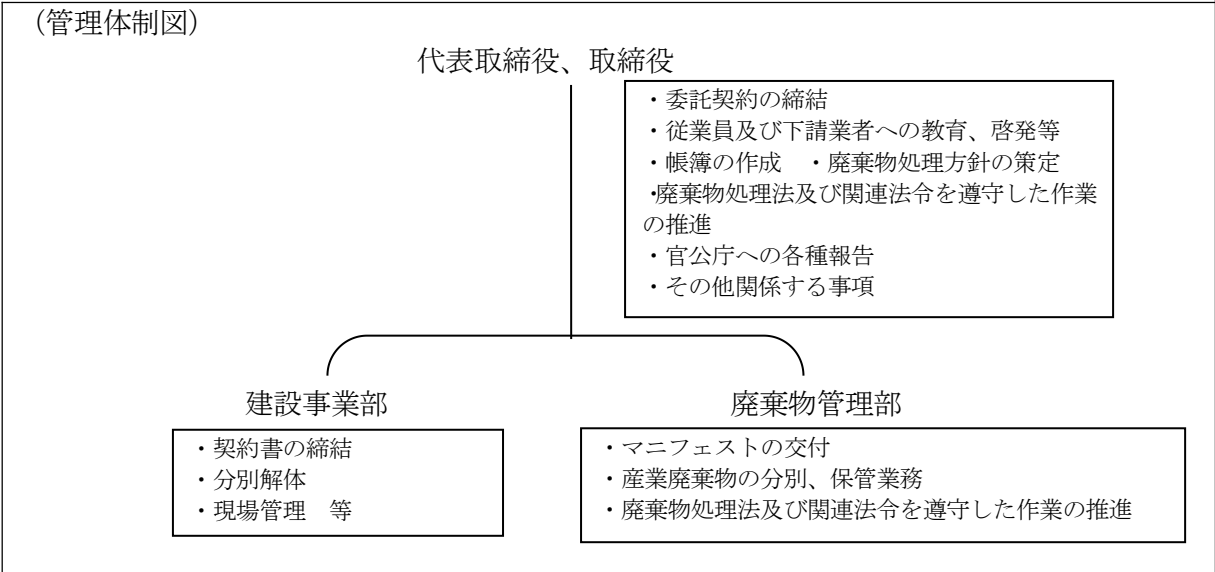 （管理体制図）
代表取締役、取締役
・委託契約の締結
・従業員及び下請業者への教育、啓発等
・帳簿の作成　・廃棄物処理方針の策定
・廃棄物処理法及び関連法令を遵守した作業
の推進
・官公庁への各種報告
・その他関係する事項
建設事業部
・契約書の締結
・分別解体
・現場管理　等
廃棄物管理部
・マニフェストの交付
・産業廃棄物の分別、保管業務
・廃棄物処理法及び関連法令を遵守した作業の推進